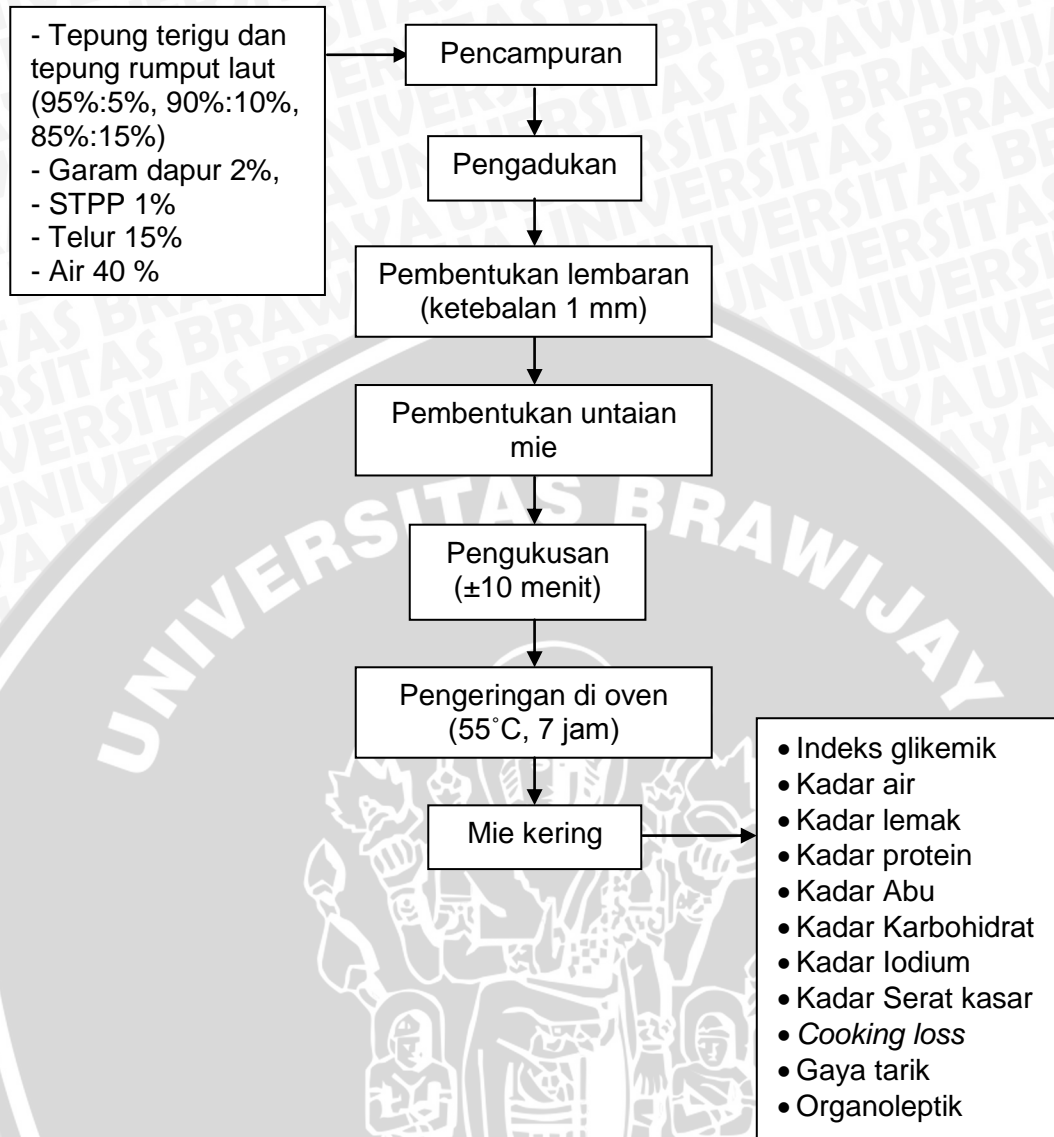 - Tepung terigu dan
tepung rumput laut
(95%:5%, 90%:10%,
85%:15%)
- Garam dapur 2%,
- STPP 1%
- Telur 15%
- Air 40 %
Pencampuran
Pengadukan
Pembentukan lembaran
(ketebalan 1 mm)
Pembentukan untaian
mie
Pengukusan
(±10 menit)
Pengeringan di oven
(55˚C, 7 jam)
Mie kering
• Indeks glikemik
• Kadar air
• Kadar lemak
• Kadar protein
• Kadar Abu
• Kadar Karbohidrat
• Kadar Iodium
• Kadar Serat kasar
• Cooking loss
• Gaya tarik
• Organoleptik
UNIVERSITAS BRAWIJAY